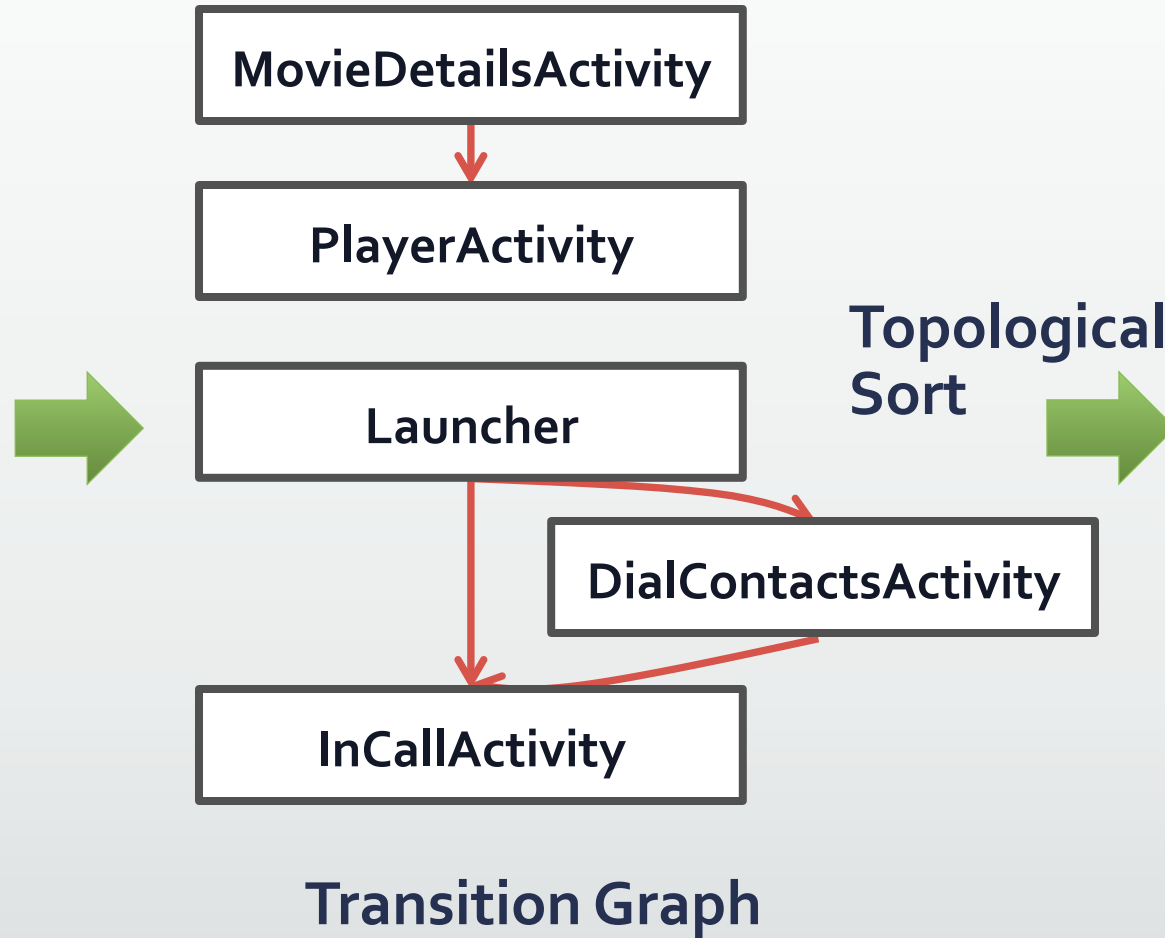 MovieDetailsActivity
PlayerActivity
Topological
Sort
Launcher
DialContactsActivity
InCallActivity
Transition Graph